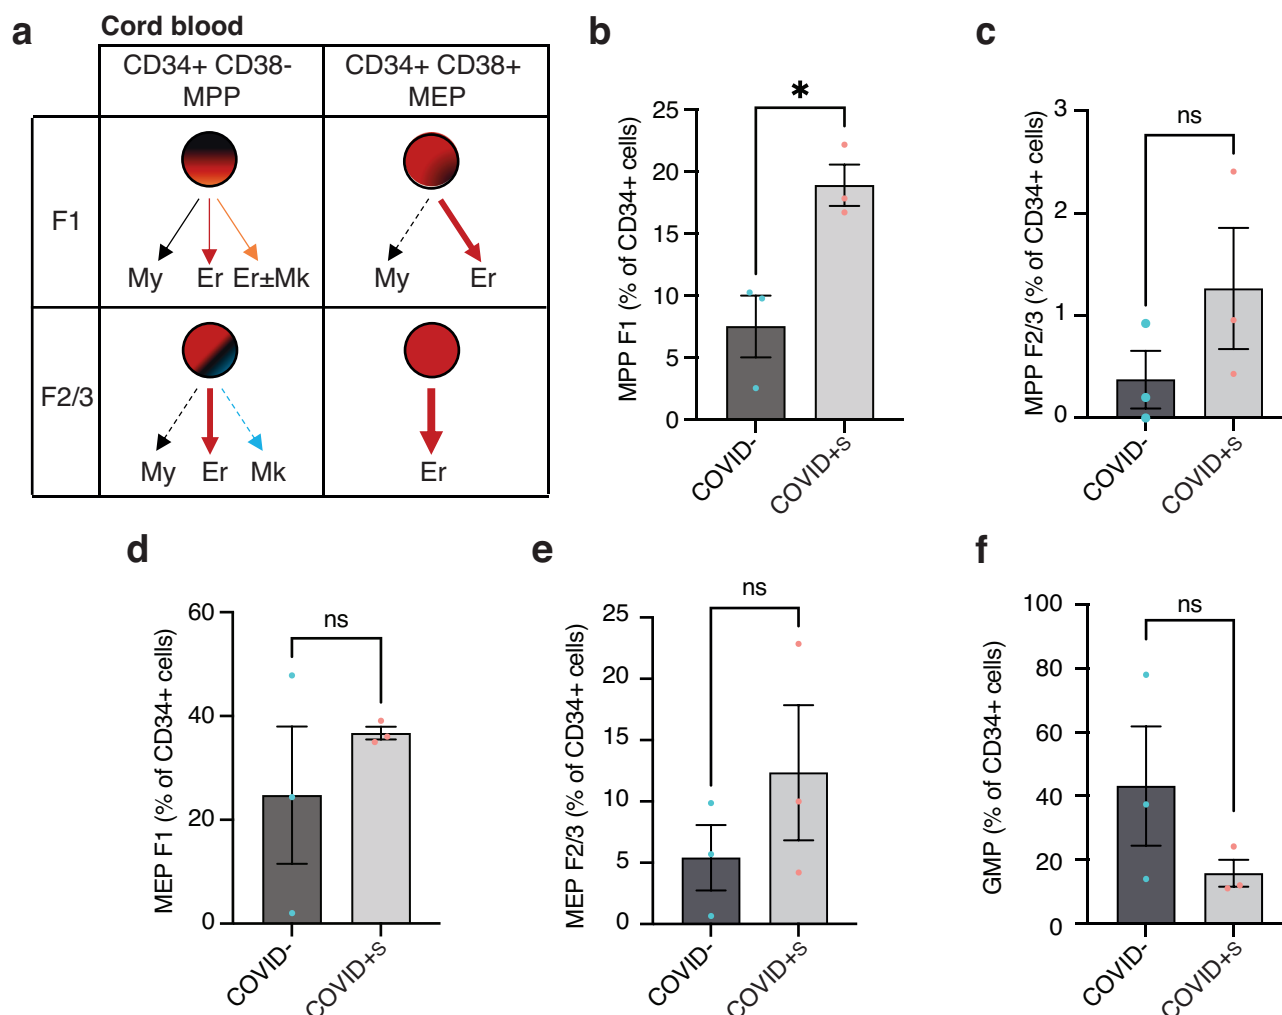 a
Cord blood
CD34+ CD38-
MPP
CD34+ CD38+
MEP
F1
My Er Er±Mk
My Er
F2/3
My Er Mk
Er
b
MPP F1 (% of CD34+ cells)
25
20
15
10
5
0
*
COVID-
COVID+S
c
MPP F2/3 (% of CD34+ cells)
3
2
1
0
ns
COVID-
COVID+S
d
MEP F1 (% of CD34+ cells)
60
40
20
0
ns
COVID-
COVID+S
e
MEP F2/3 (% of CD34+ cells)
25
20
15
10
5
0
ns
COVID-
COVID+S
f
GMP (% of CD34+ cells)
100
80
60
40
20
0
ns
COVID-
COVID+S